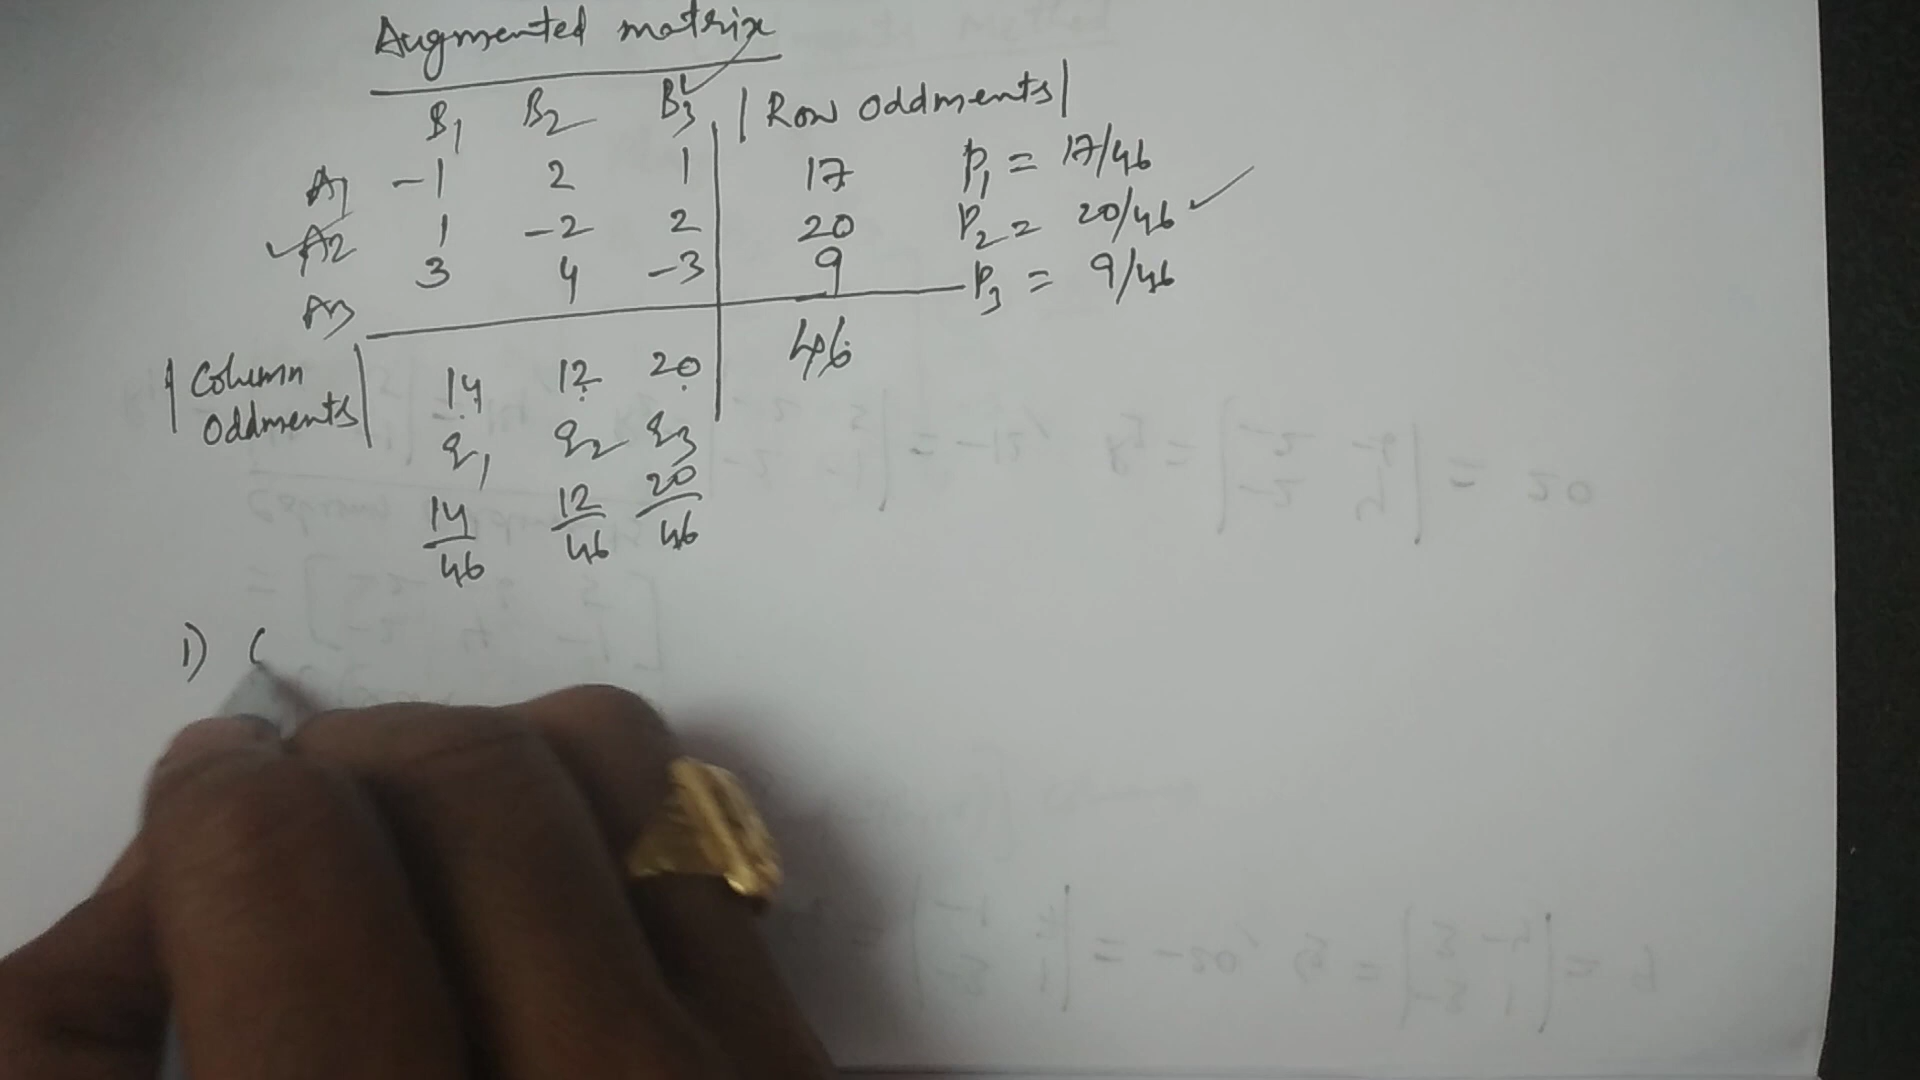 Augmented matrix
B1 B2 B3 | Row oddments |
A1 -1 2 1 17 P1 = 17/46
A2 1 -2 2 20 P2 = 20/46
A3 3 4 -3 9 P3 = 9/46
46
| Column oddments | 14 12 20
q1 q2 q3
14/46 12/46 20/46
1) (